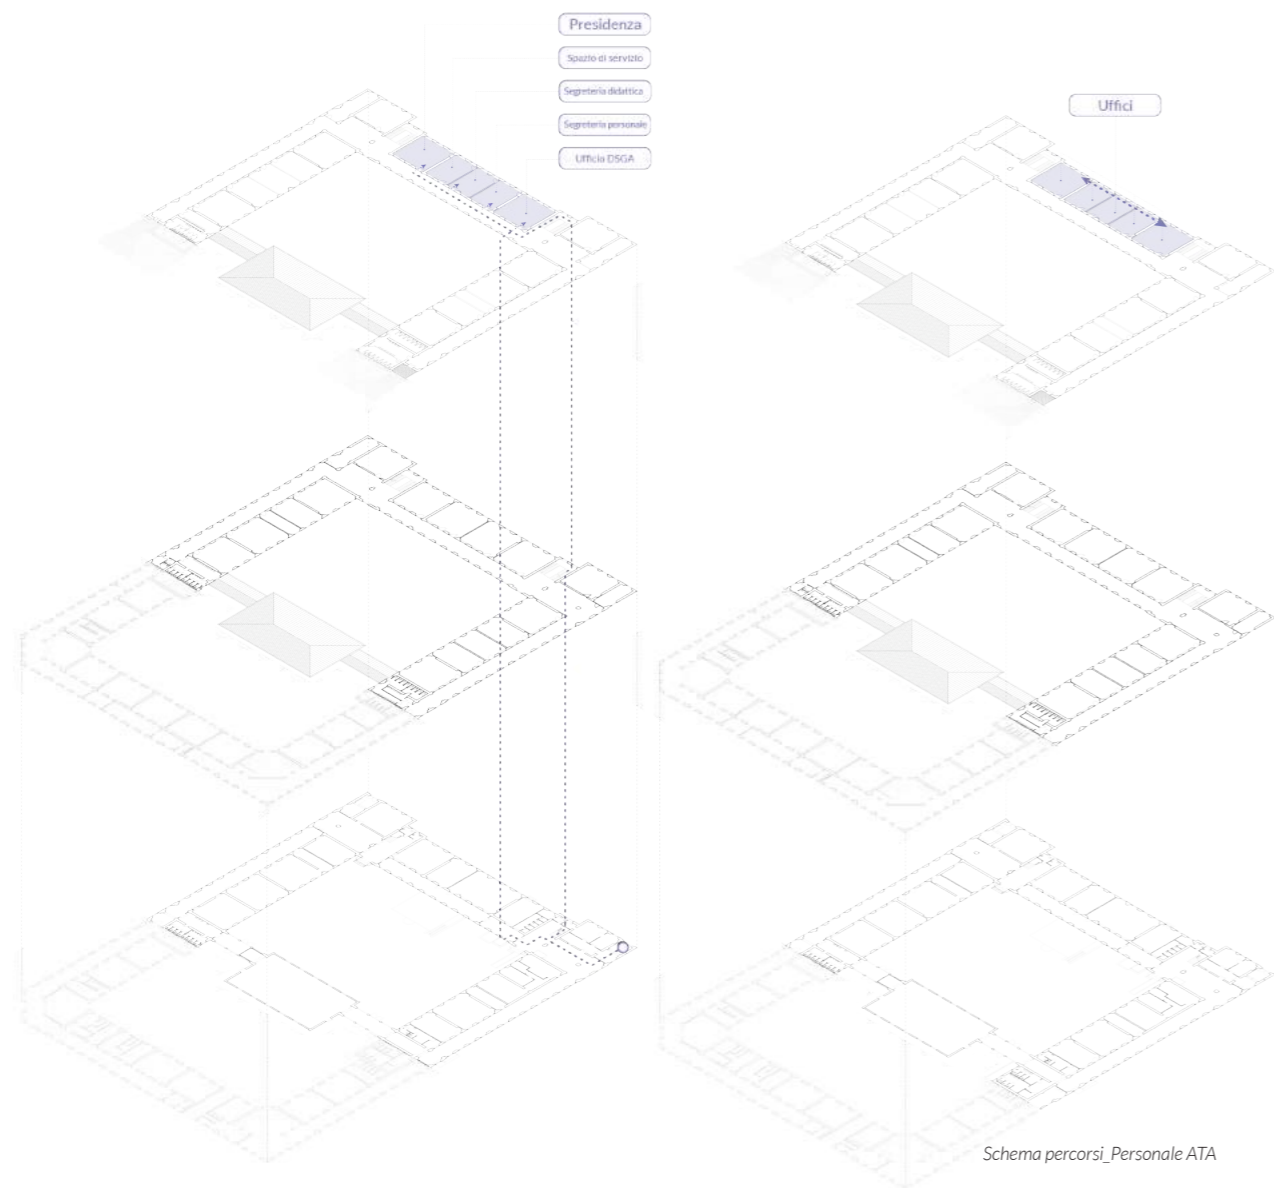 Presidenza
Spazio di servizio
Segreteria didattica
Segreteria personale
Ufficio DSGA
Uffici
Schema percorsi_Personale ATA